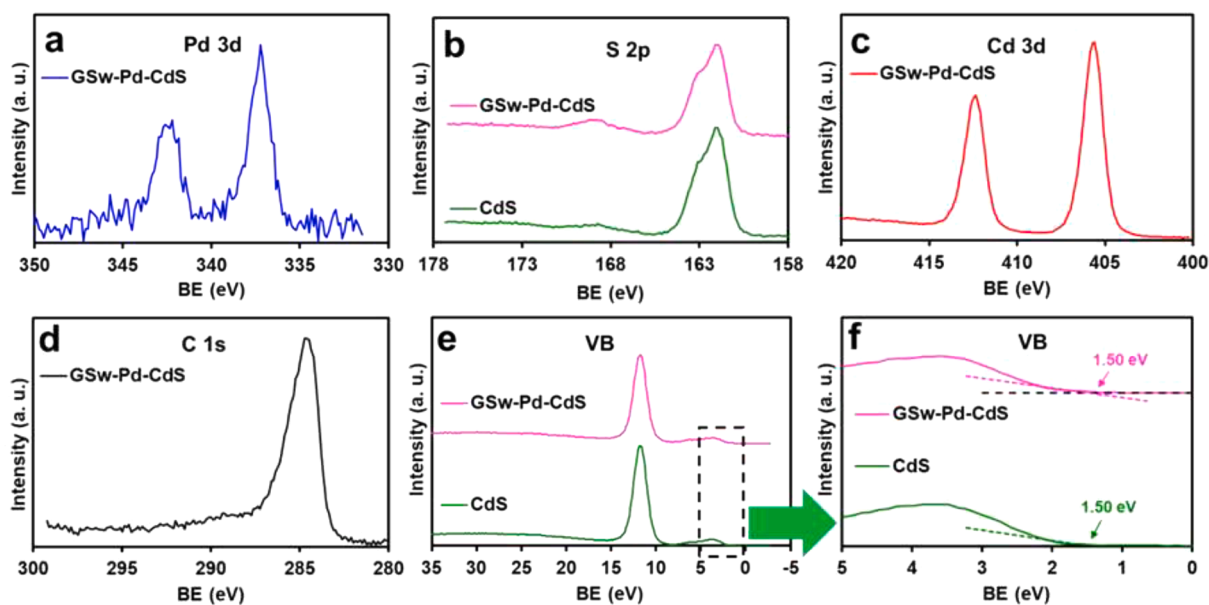 a
Pd 3d
GSw-Pd-CdS
Intensity (a. u.)
350 345 340 335 330
BE (eV)
b
S 2p
GSw-Pd-CdS
CdS
Intensity (a. u.)
178 173 168 163 158
BE (eV)
c
Cd 3d
GSw-Pd-CdS
Intensity (a. u.)
420 415 410 405 400
BE (eV)
d
C 1s
GSw-Pd-CdS
Intensity (a. u.)
300 295 290 285 280
BE (eV)
e
VB
GSw-Pd-CdS
CdS
Intensity (a. u.)
35 30 25 20 15 10 5 0 -5
BE (eV)
f
VB
1.50 eV
GSw-Pd-CdS
CdS
1.50 eV
Intensity (a. u.)
5 4 3 2 1 0
BE (eV)